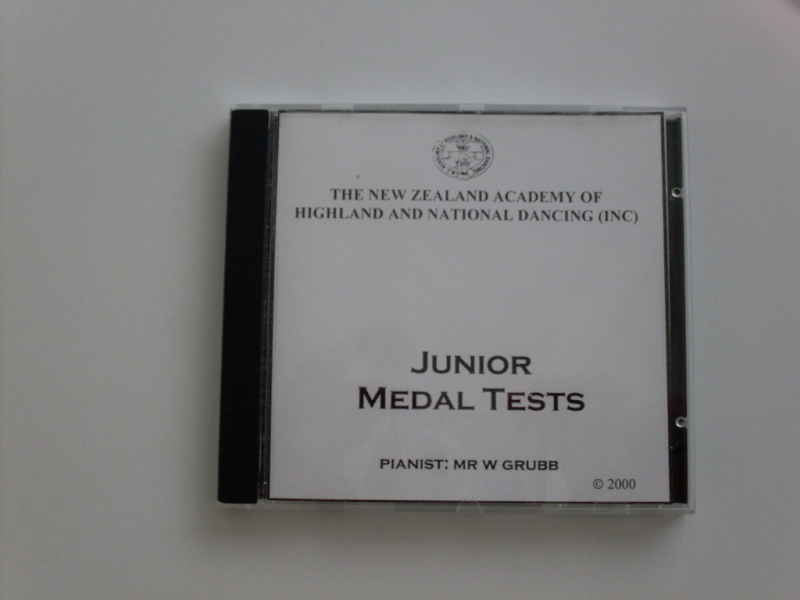 THE NEW ZEALAND ACADEMY OF
HIGHLAND AND NATIONAL DANCING (INC)
JUNIOR
MEDAL TESTS
PIANIST: MR W GRUBB
© 2000